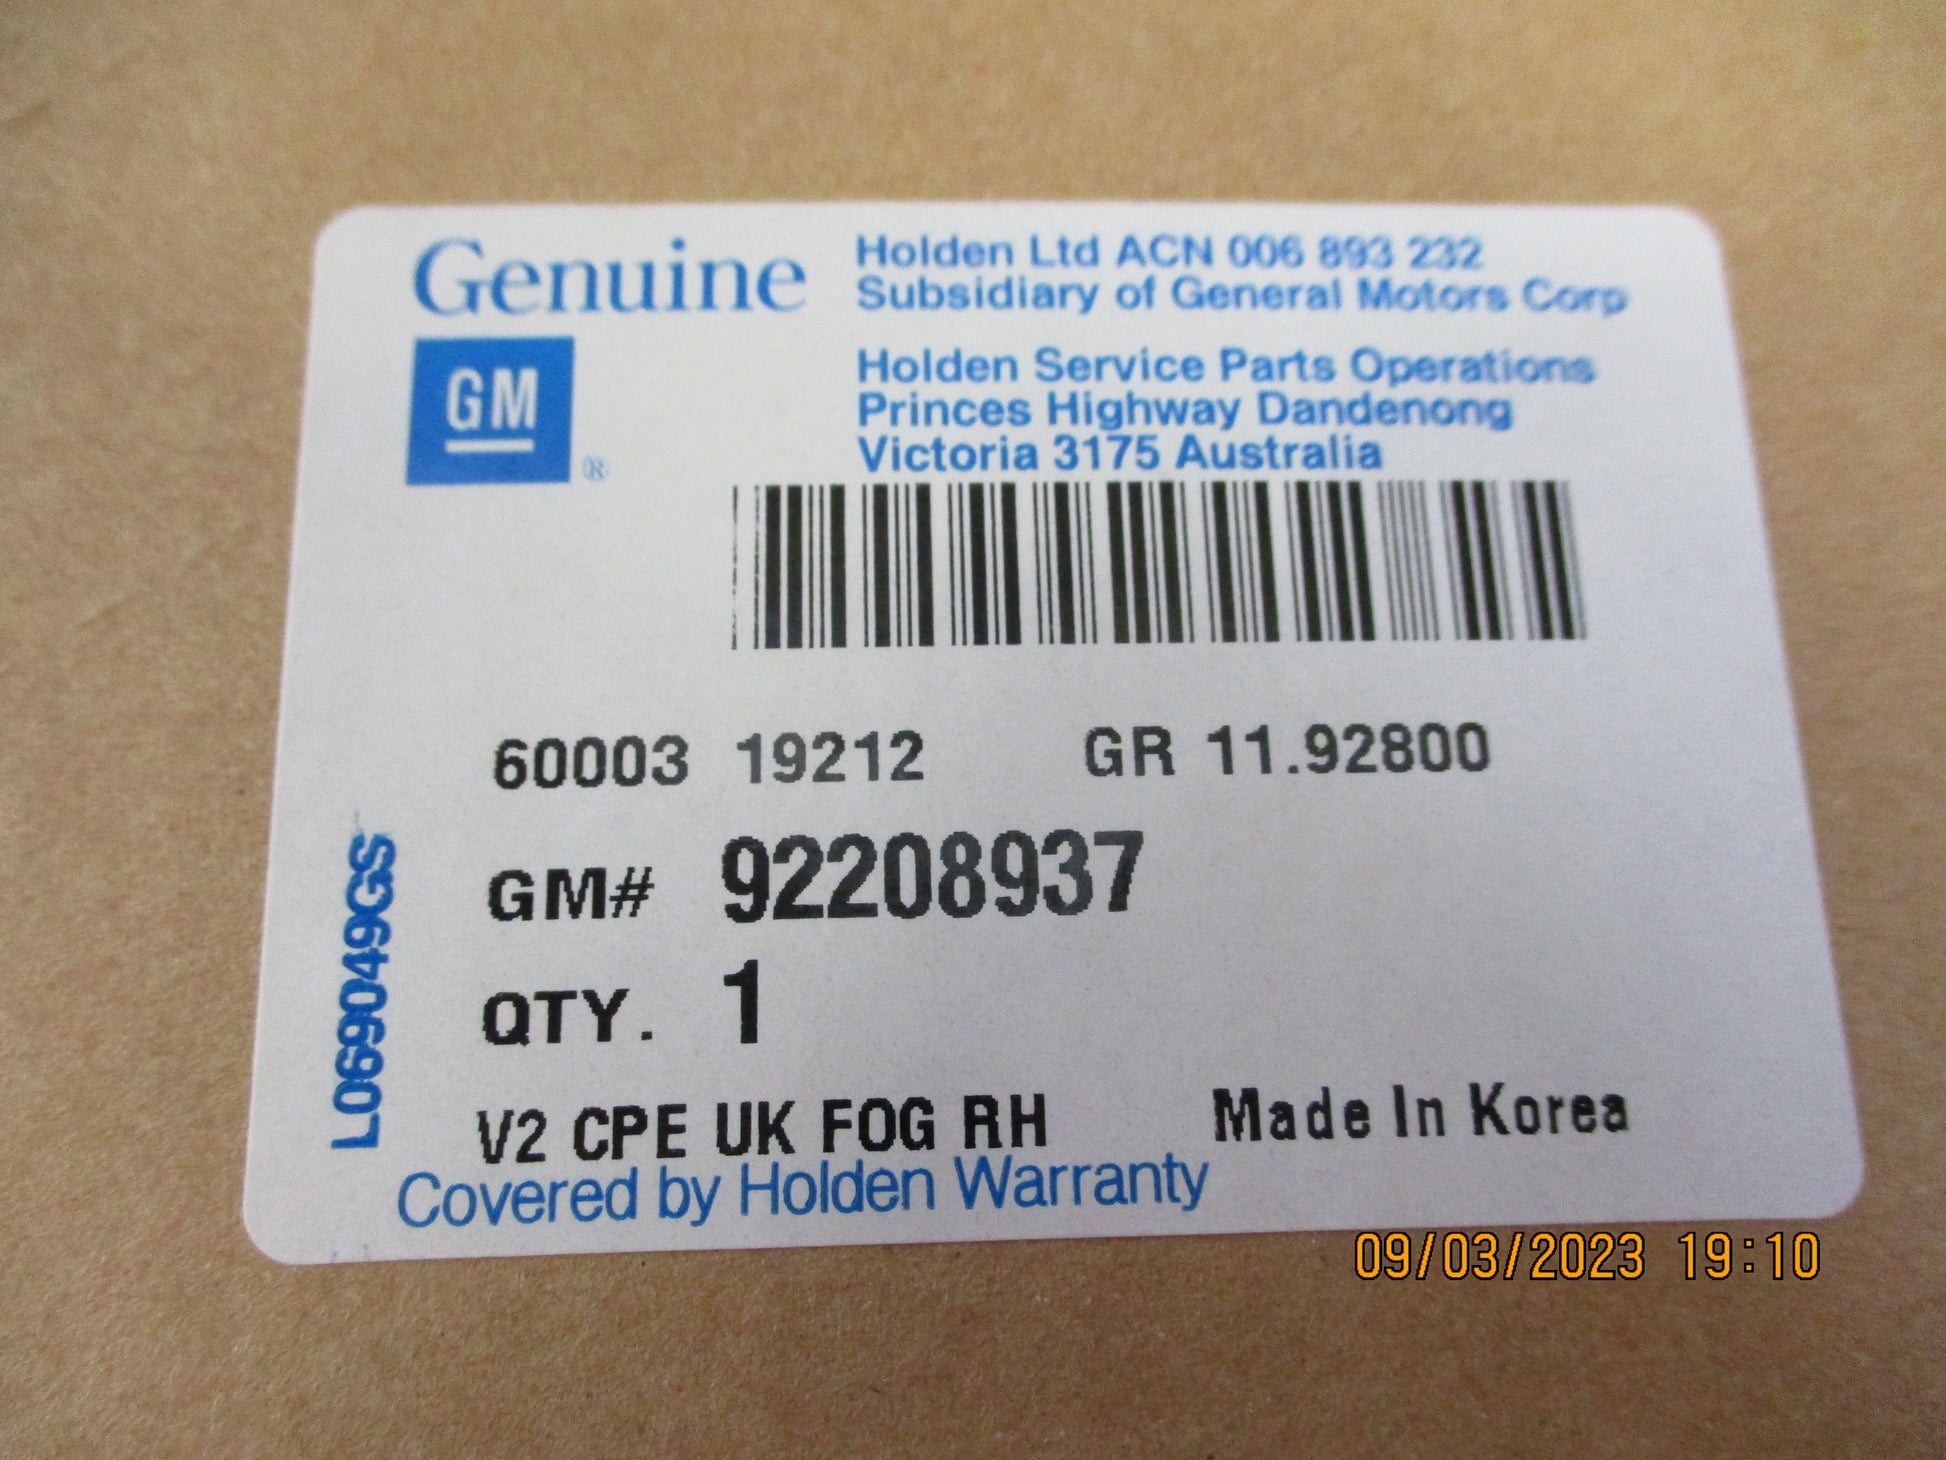 Genuine
GM
®
Holden Ltd ACN 006 893 232
Subsidiary of General Motors Corp
Holden Service Parts Operations
Princes Highway Dandenong
Victoria 3175 Australia
60003 19212 GR 11.92800
GM# 92208937
QTY. 1
V2 CPE UK FOG RH Made In Korea
Covered by Holden Warranty
L069049GS
09/03/2023 19:10